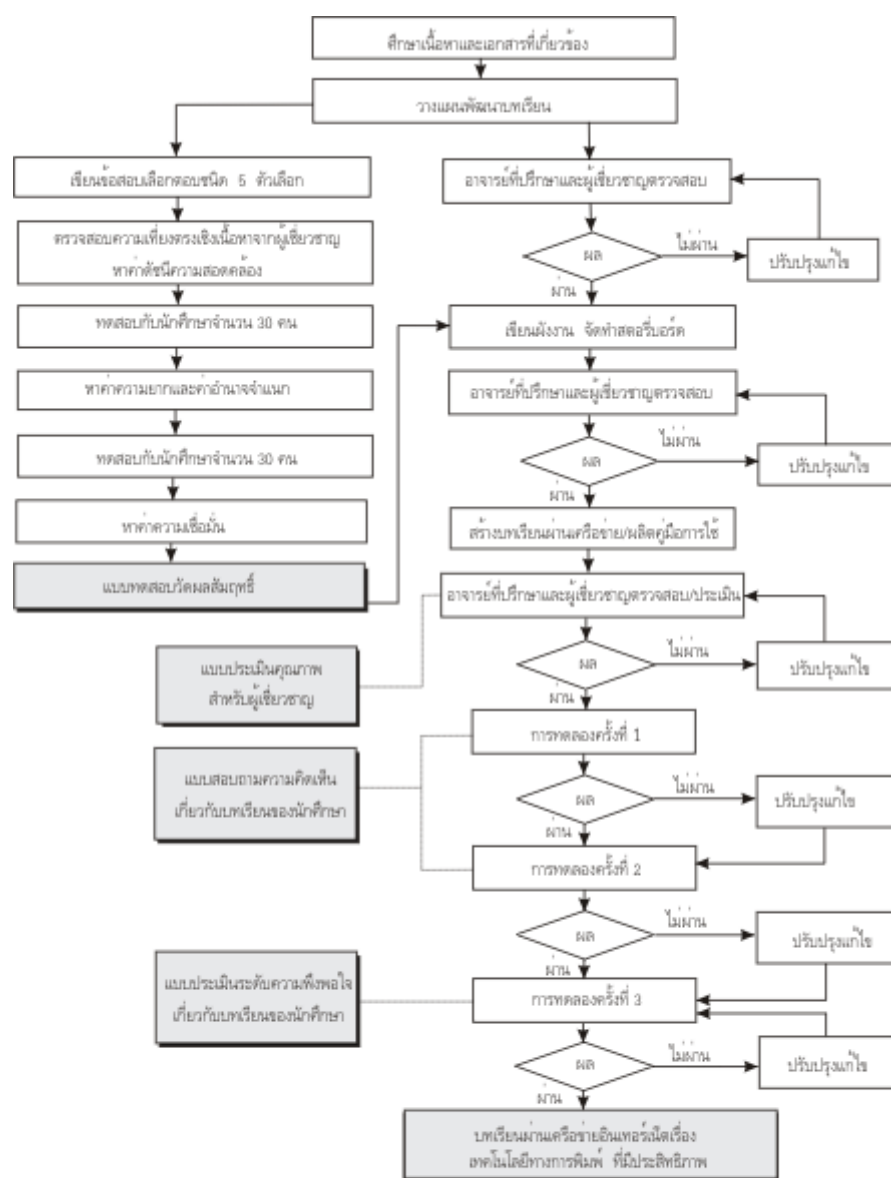 ศึกษาเนื้อหาและเอกสารที่เกี่ยวข้อง
วางแผนพัฒนาบทเรียน
เขียนข้อสอบเลือกตอบชนิด 5 ตัวเลือก
ตรวจสอบความเที่ยงตรงเชิงเนื้อหาจากผู้เชี่ยวชาญ
หาค่าดัชนีความสอดคล้อง
ทดสอบกับนักศึกษาจำนวน 30 คน
หาค่าความยากและค่าอำนาจจำแนก
ทดสอบกับนักศึกษาจำนวน 30 คน
หาค่าความเชื่อมั่น
แบบทดสอบวัดผลสัมฤทธิ์
อาจารย์ที่ปรึกษาและผู้เชี่ยวชาญตรวจสอบ
ผล
ไม่ผ่าน
ปรับปรุงแก้ไข
ผ่าน
เขียนผังงาน จัดทำสตอรี่บอร์ด
อาจารย์ที่ปรึกษาและผู้เชี่ยวชาญตรวจสอบ
ผล
ไม่ผ่าน
ปรับปรุงแก้ไข
ผ่าน
สร้างบทเรียนผ่านเครือข่าย/ผลิตคู่มือการใช้
อาจารย์ที่ปรึกษาและผู้เชี่ยวชาญตรวจสอบ/ประเมิน
แบบประเมินคุณภาพ
สำหรับผู้เชี่ยวชาญ
ผล
ไม่ผ่าน
ปรับปรุงแก้ไข
ผ่าน
การทดลองครั้งที่ 1
แบบสอบถามความคิดเห็น
เกี่ยวกับบทเรียนของนักศึกษา
ผล
ไม่ผ่าน
ปรับปรุงแก้ไข
ผ่าน
การทดลองครั้งที่ 2
ผล
ไม่ผ่าน
ปรับปรุงแก้ไข
ผ่าน
แบบประเมินระดับความพึงพอใจ
เกี่ยวกับบทเรียนของนักศึกษา
การทดลองครั้งที่ 3
ผล
ไม่ผ่าน
ปรับปรุงแก้ไข
ผ่าน
บทเรียนผ่านเครือข่ายอินเทอร์เน็ตเรื่อง
เทคโนโลยีทางการพิมพ์ ที่มีประสิทธิภาพ